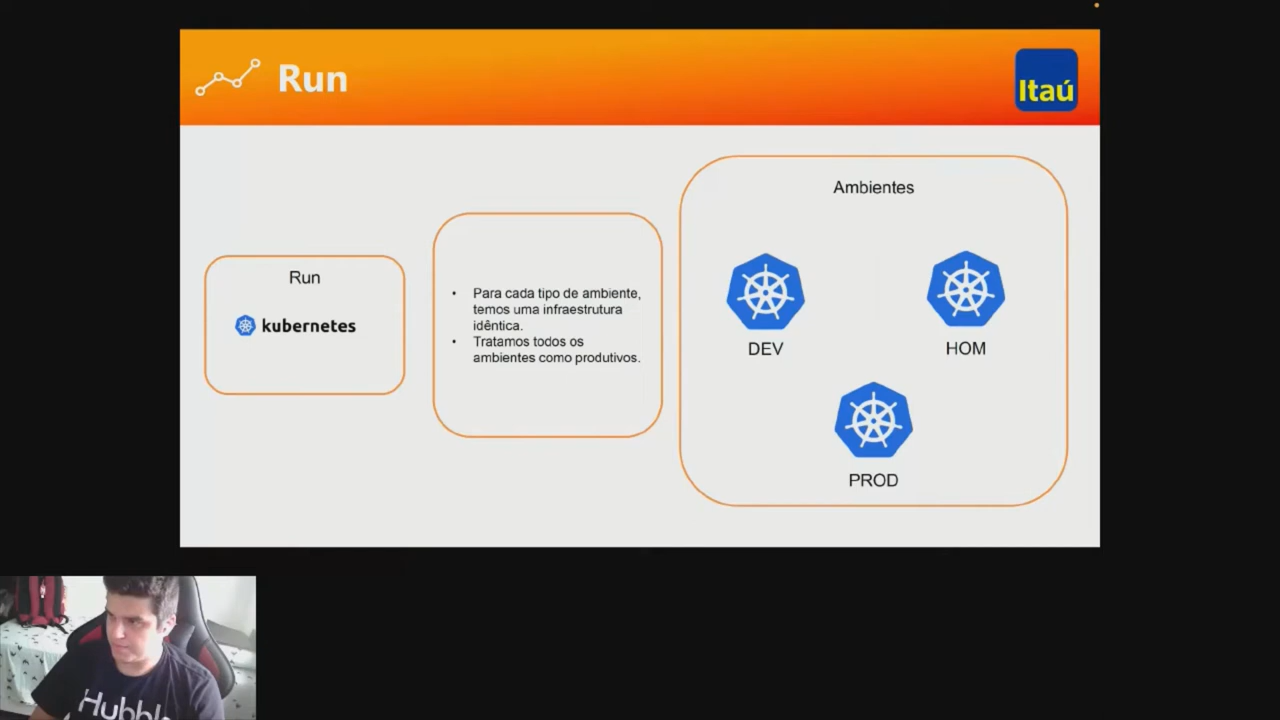 Run
Itaú
Run
kubernetes
• Para cada tipo de ambiente,
temos uma infraestrutura
idêntica.
• Tratamos todos os
ambientes como produtivos.
Ambientes
DEV
HOM
PROD